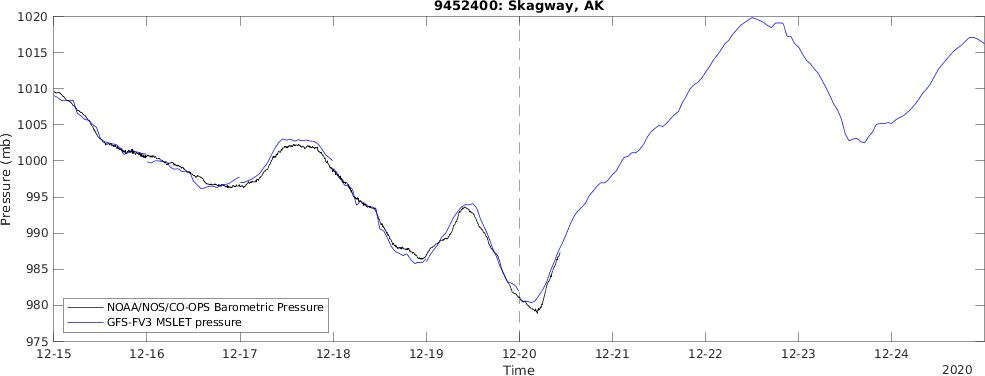 9452400: Skagway, AK
1020
1015
1010
1005
1000
995
990
985
980
975
Pressure (mb)
NOAA/NOS/CO-OPS Barometric Pressure
GFS-FV3 MSLET pressure
12-15 12-16 12-17 12-18 12-19 12-20 12-21 12-22 12-23 12-24
Time
2020